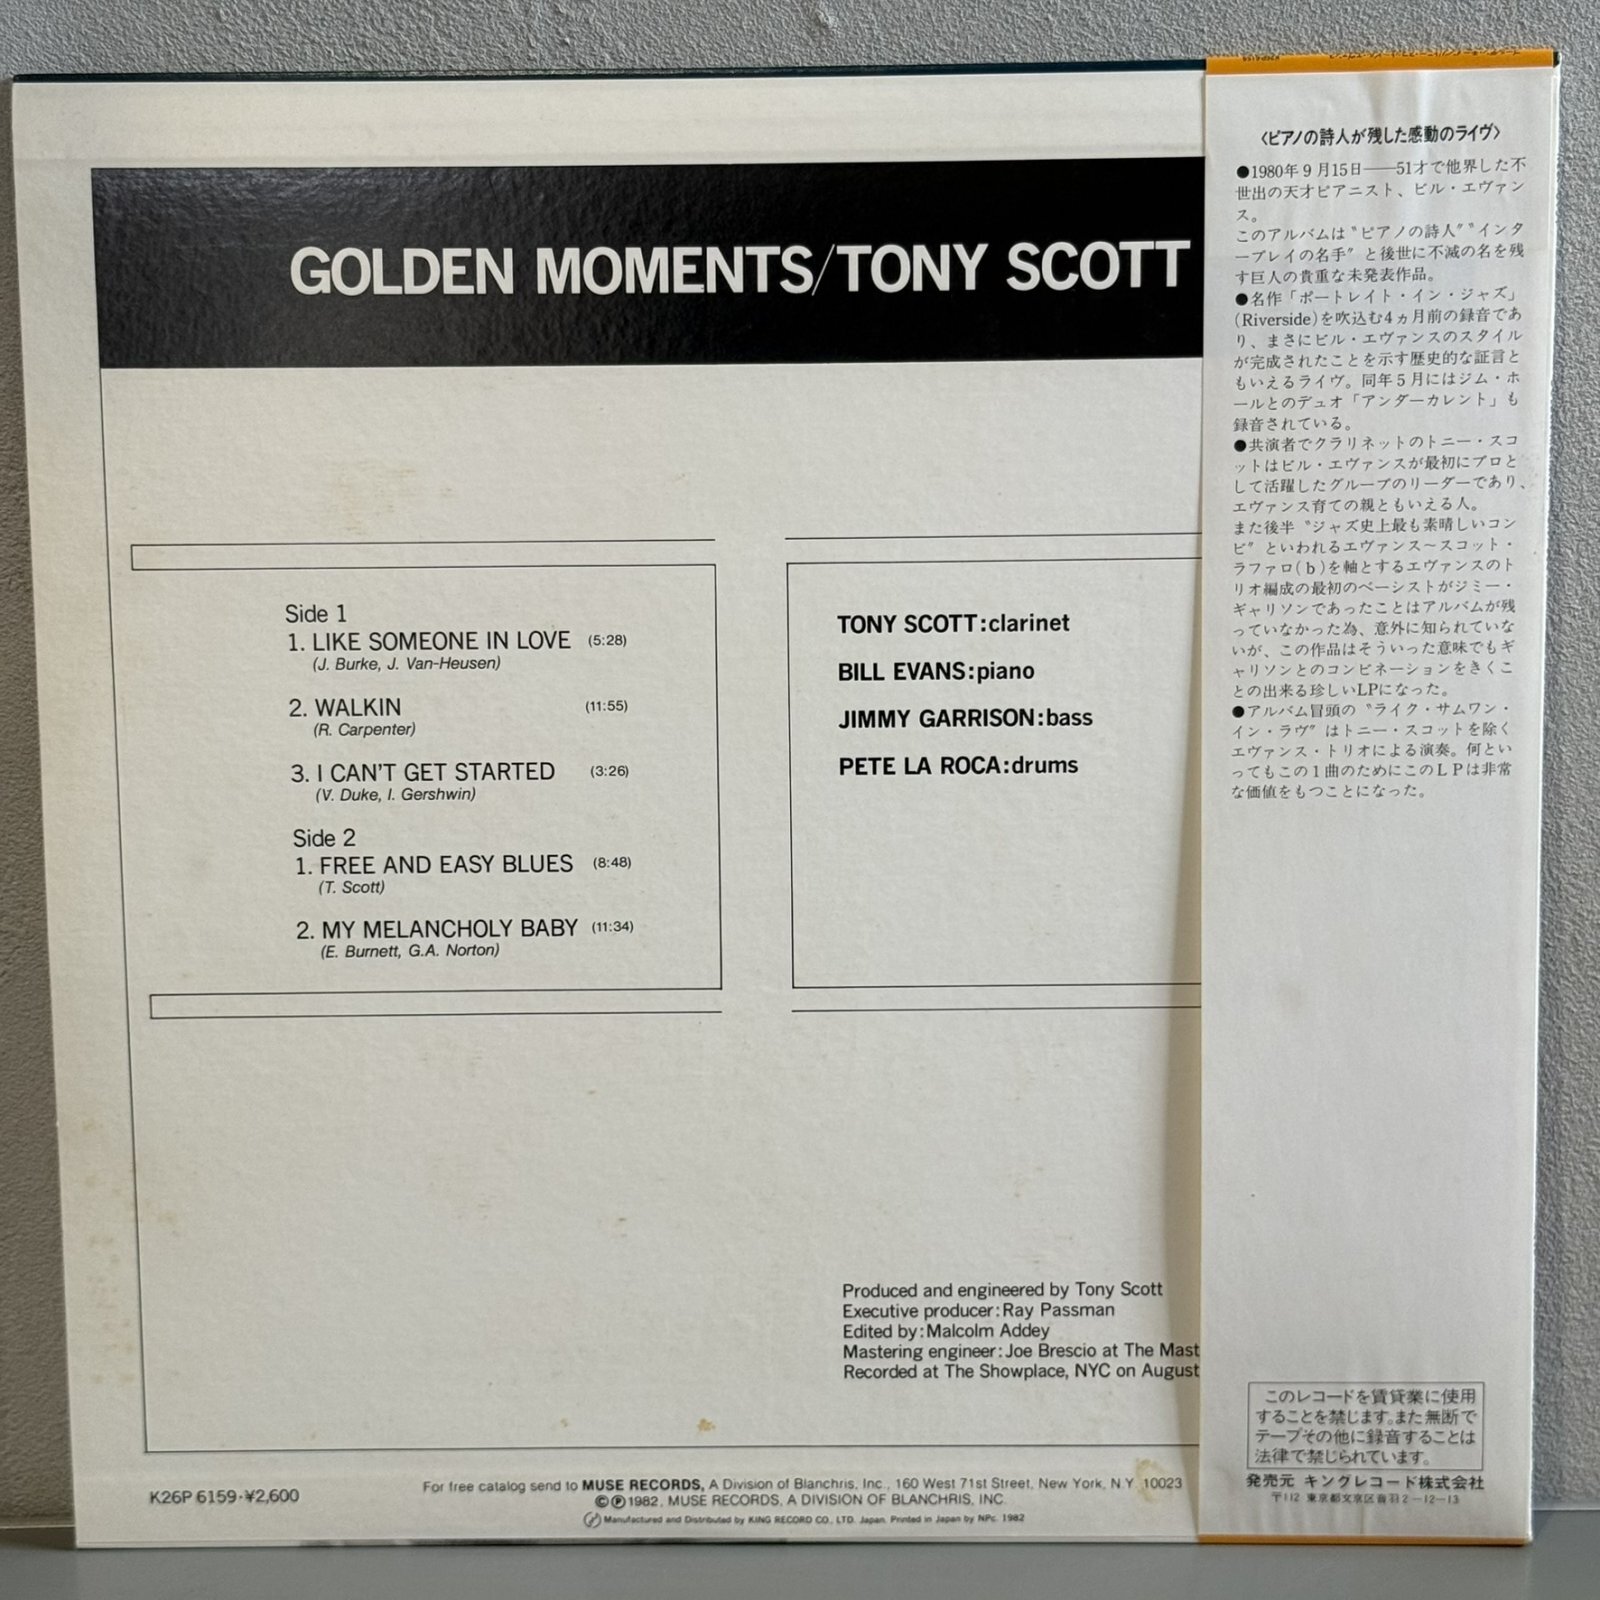 GOLDEN MOMENTS/TONY SCOTT
Side 1
1. LIKE SOMEONE IN LOVE (5:28)
(J. Burke, J. Van-Heusen)
2. WALKIN (11:55)
(R. Carpenter)
3. I CAN'T GET STARTED (3:26)
(V. Duke, I. Gershwin)
Side 2
1. FREE AND EASY BLUES (8:48)
(T. Scott)
2. MY MELANCHOLY BABY (11:34)
(E. Burnett, G.A. Norton)
TONY SCOTT:clarinet
BILL EVANS:piano
JIMMY GARRISON:bass
PETE LA ROCA:drums
Produced and engineered by Tony Scott
Executive producer:Ray Passman
Edited by:Malcolm Addey
Mastering engineer:Joe Brescio at The Mast
Recorded at The Showplace, NYC on August
K26P 6159·¥2,600
For free catalog send to MUSE RECORDS, A Division of Blanchris, Inc., 160 West 71st Street, New York, N.Y. 10023
©Ⓟ1982, MUSE RECORDS, A DIVISION OF BLANCHRIS, INC.
Manufactured and Distributed by KING RECORD CO., LTD. Japan. Printed in Japan by NPc. 1982
〈ピアノの詩人が残した感動のライヴ〉
●1980年9月15日——51才で他界した不
世出の天才ピアニスト、ビル・エヴァン
ス。
このアルバムは〝ピアノの詩人〞〝インタ
ープレイの名手〞と後世に不滅の名を残
す巨人の貴重な未発表作品。
●名作「ポートレイト・イン・ジャズ」
(Riverside)を吹込む4ヵ月前の録音であ
り、まさにビル・エヴァンスのスタイル
が完成されたことを示す歴史的な証言と
もいえるライヴ。同年5月にはジム・ホ
ールとのデュオ「アンダーカレント」も
録音されている。
●共演者でクラリネットのトニー・スコ
ットはビル・エヴァンスが最初にプロと
して活躍したグループのリーダーであり、
エヴァンス育ての親ともいえる人。
また後半〝ジャズ史上最も素晴しいコン
ビ〞といわれるエヴァンス〜スコット・
ラファロ(b)を軸とするエヴァンスのト
リオ編成の最初のベーシストがジミー・
ギャリソンであったことはアルバムが残
っていなかった為、意外に知られていな
いが、この作品はそういった意味でもギ
ャリソンとのコンビネーションをきくこ
との出来る珍しいLPになった。
●アルバム冒頭の〝ライク・サムワン・
イン・ラヴ〞はトニー・スコットを除く
エヴァンス・トリオによる演奏。何とい
ってもこの1曲のためにこのLPは非常
な価値をもつことになった。
このレコードを賃貸業に使用
することを禁じます。また無断で
テープその他に録音することは
法律で禁じられています。
発売元 キングレコード株式会社
〒112 東京都文京区音羽2－12－13